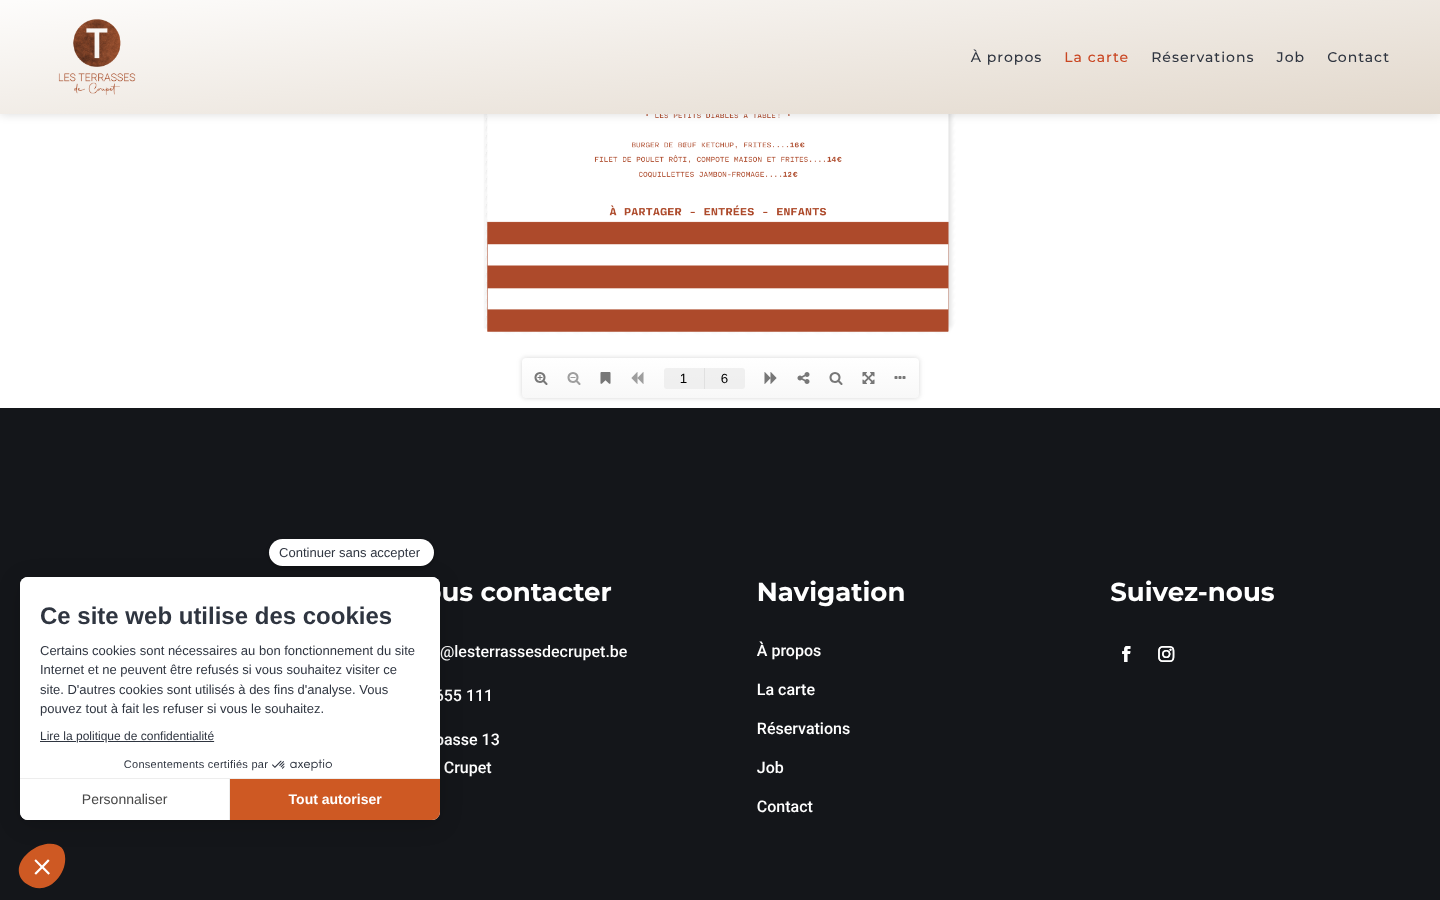 T
LES TERRASSES
de Crupet
À propos
La carte
Réservations
Job
Contact
* LES PETITS DIABLES À TABLE! *
BURGER DE BŒUF KETCHUP, FRITES....16€
FILET DE POULET RÔTI, COMPOTE MAISON ET FRITES....14€
COQUILLETTES JAMBON-FROMAGE....12€
À PARTAGER - ENTRÉES - ENFANTS
1
6
Continuer sans accepter
Ce site web utilise des cookies
Certains cookies sont nécessaires au bon fonctionnement du site
Internet et ne peuvent être refusés si vous souhaitez visiter ce
site. D'autres cookies sont utilisés à des fins d'analyse. Vous
pouvez tout à fait les refuser si vous le souhaitez.
Lire la politique de confidentialité
Consentements certifiés par axeptio
Personnaliser
Tout autoriser
ous contacter
@lesterrassesdecrupet.be
655 111
basse 13
Crupet
Navigation
À propos
La carte
Réservations
Job
Contact
Suivez-nous